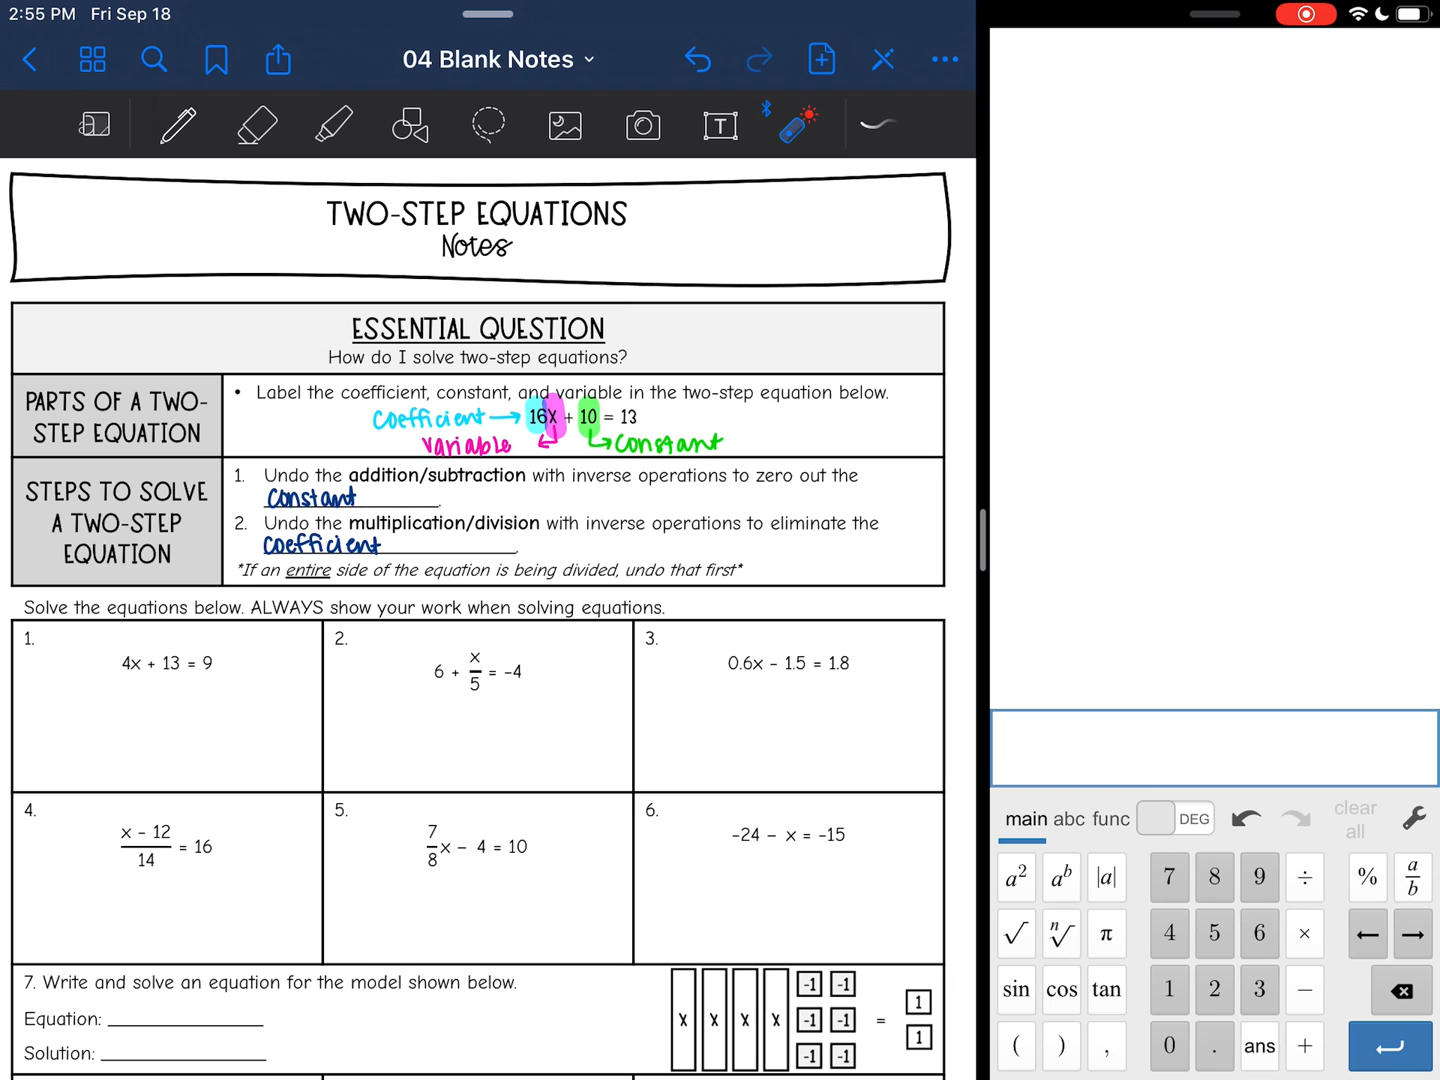 2:55 PM Fri Sep 18
04 Blank Notes
TWO-STEP EQUATIONS
Notes
ESSENTIAL QUESTION
How do I solve two-step equations?
PARTS OF A TWO-STEP EQUATION
• Label the coefficient, constant, and variable in the two-step equation below.
coefficient → 16x + 10 = 13
variable constant
STEPS TO SOLVE A TWO-STEP EQUATION
1. Undo the addition/subtraction with inverse operations to zero out the
constant.
2. Undo the multiplication/division with inverse operations to eliminate the
coefficient.
*If an entire side of the equation is being divided, undo that first*
Solve the equations below. ALWAYS show your work when solving equations.
1. 4x + 13 = 9
2. 6 + x/5 = -4
3. 0.6x - 1.5 = 1.8
4. x - 12 / 14 = 16
5. 7/8 x - 4 = 10
6. -24 - x = -15
7. Write and solve an equation for the model shown below.
Equation:
Solution:
x x x x -1 -1 -1 -1 -1 -1 = 1 1
main abc func DEG clear all
a² aᵇ |a| 7 8 9 ÷ % a/b
√ ⁿ√ π 4 5 6 × ← →
sin cos tan 1 2 3 −
( ) , 0 . ans +